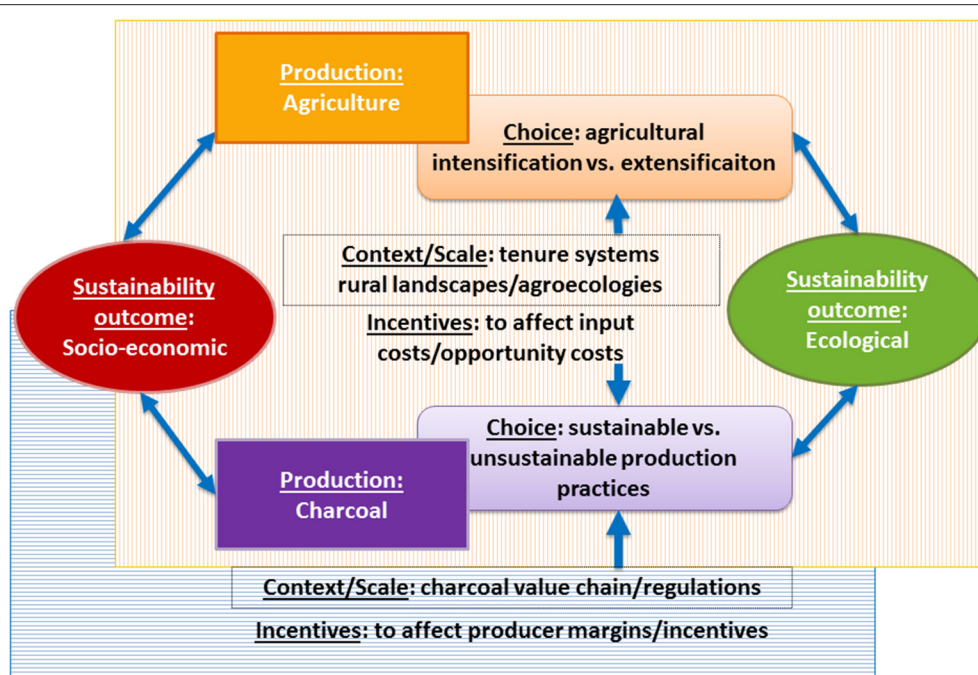 Production:
Agriculture
Choice: agricultural
intensification vs. extensificaiton
Context/Scale: tenure systems
rural landscapes/agroecologies
Incentives: to affect input
costs/opportunity costs
Sustainability
outcome:
Socio-economic
Sustainability
outcome:
Ecological
Choice: sustainable vs.
unsustainable production
practices
Production:
Charcoal
Context/Scale: charcoal value chain/regulations
Incentives: to affect producer margins/incentives